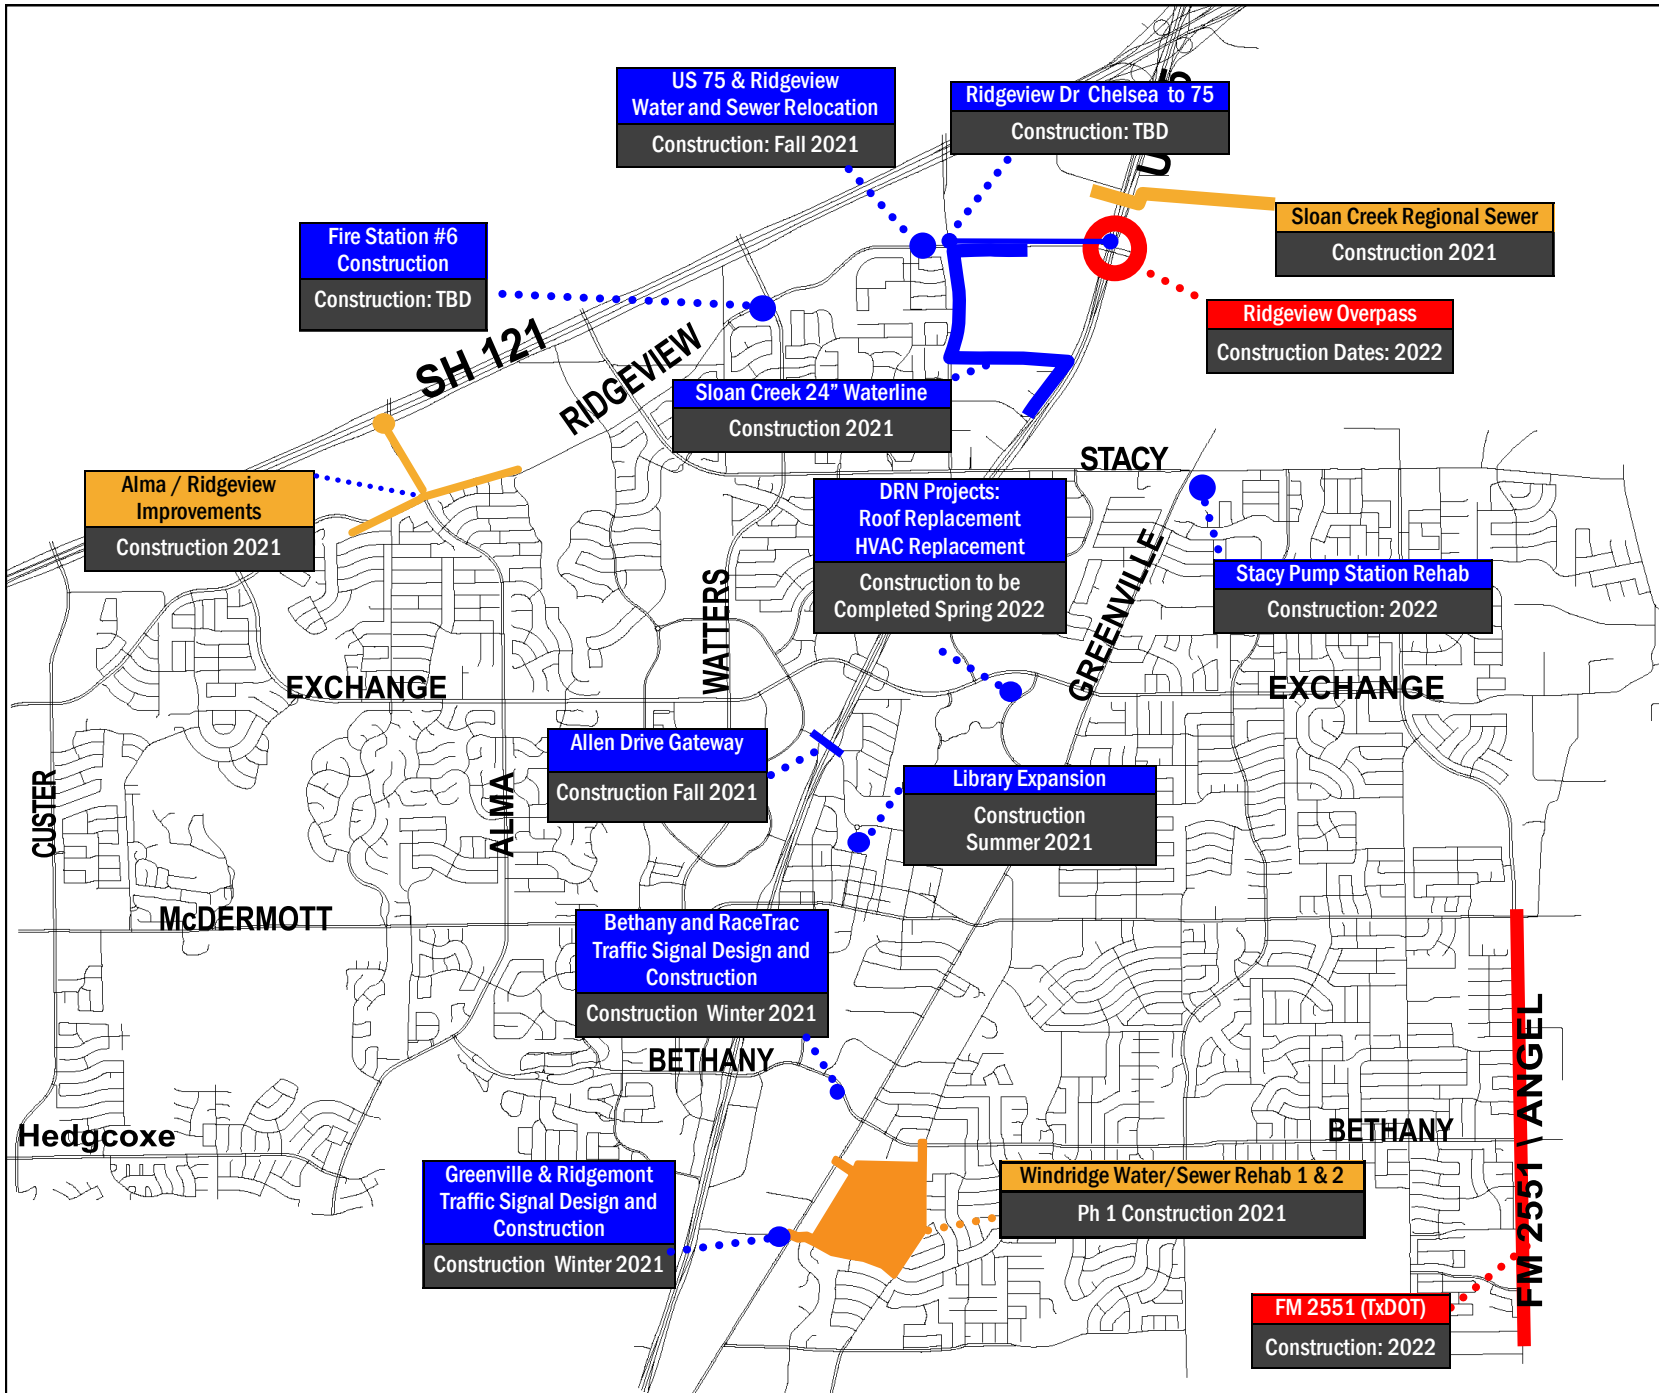 US 75
US 75 & Ridgeview
Water and Sewer Relocation
Construction: Fall 2021
Ridgeview Dr Chelsea to 75
Construction: TBD
Sloan Creek Regional Sewer
Construction 2021
Fire Station #6
Construction
Construction: TBD
Ridgeview Overpass
Construction Dates: 2022
SH 121
RIDGEVIEW
Sloan Creek 24” Waterline
Construction 2021
STACY
Alma / Ridgeview
Improvements
Construction 2021
DRN Projects:
Roof Replacement
HVAC Replacement
Construction to be
Completed Spring 2022
GREENVILLE
Stacy Pump Station Rehab
Construction: 2022
WATTERS
EXCHANGE
EXCHANGE
Allen Drive Gateway
Construction Fall 2021
Library Expansion
Construction
Summer 2021
CUSTER
ALMA
McDERMOTT
Bethany and RaceTrac
Traffic Signal Design and
Construction
Construction Winter 2021
BETHANY
FM 2551 \ ANGEL
Hedgcoxe
BETHANY
Greenville & Ridgemont
Traffic Signal Design and
Construction
Construction Winter 2021
Windridge Water/Sewer Rehab 1 & 2
Ph 1 Construction 2021
FM 2551 (TxDOT)
Construction: 2022